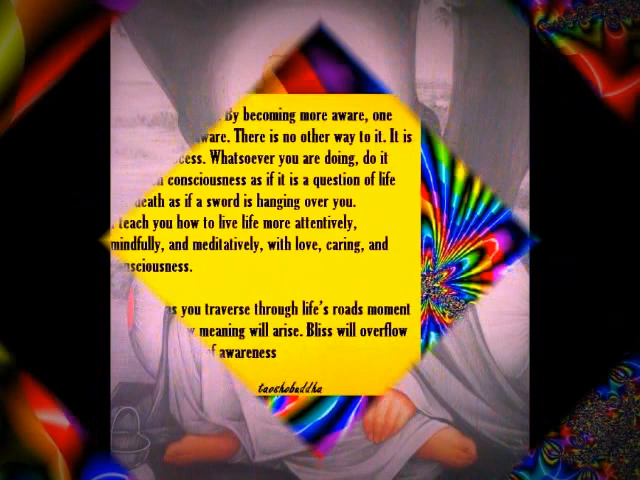 . By becoming more aware, one
ware. There is no other way to it. It is
cess. Whatsoever you are doing, do it
consciousness as if it is a question of life
death as if a sword is hanging over you.
teach you how to live life more attentively,
mindfully, and meditatively, with love, caring, and
nsciousness.
as you traverse through life's roads moment
meaning will arise. Bliss will overflow
of awareness
taoshobuddha